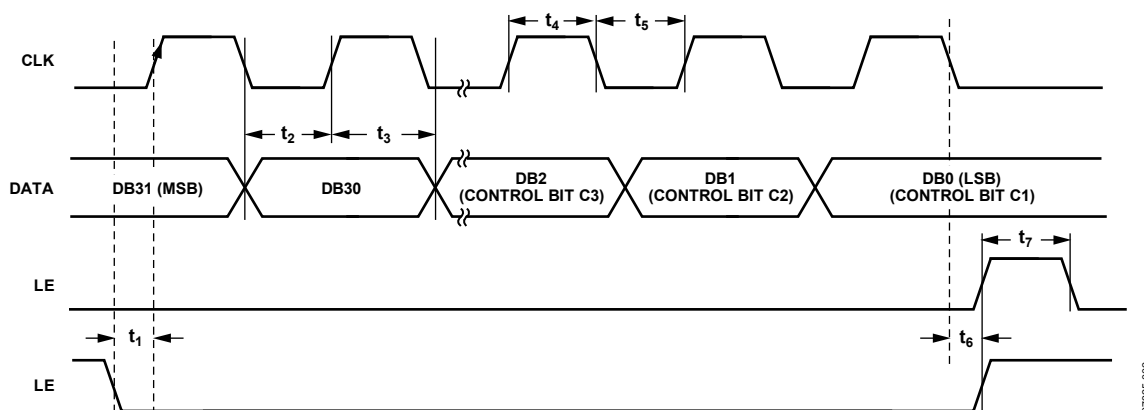 t4
t5
CLK
t2
t3
DATA
DB31 (MSB)
DB30
DB2
(CONTROL BIT C3)
DB1
(CONTROL BIT C2)
DB0 (LSB)
(CONTROL BIT C1)
t7
LE
t1
t6
LE